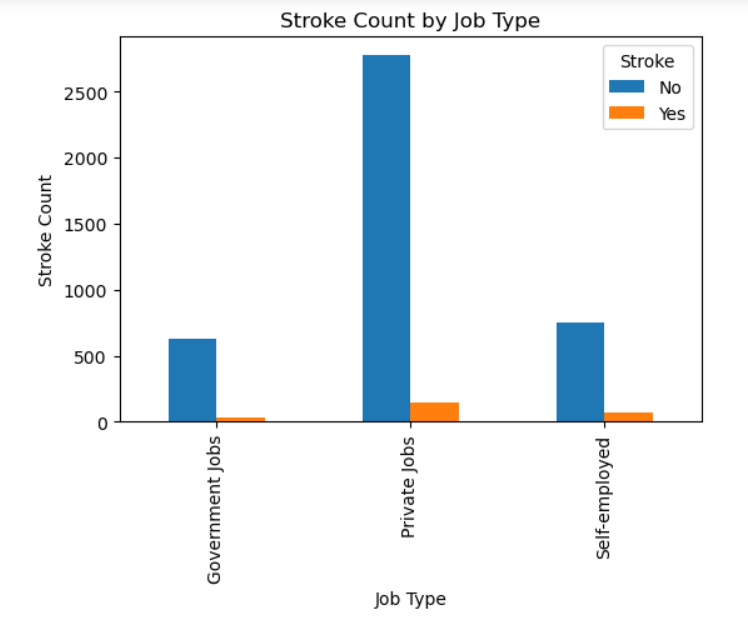 Stroke Count by Job Type
Stroke
No
Yes
Stroke Count
2500
2000
1500
1000
500
0
Government Jobs
Private Jobs
Self-employed
Job Type